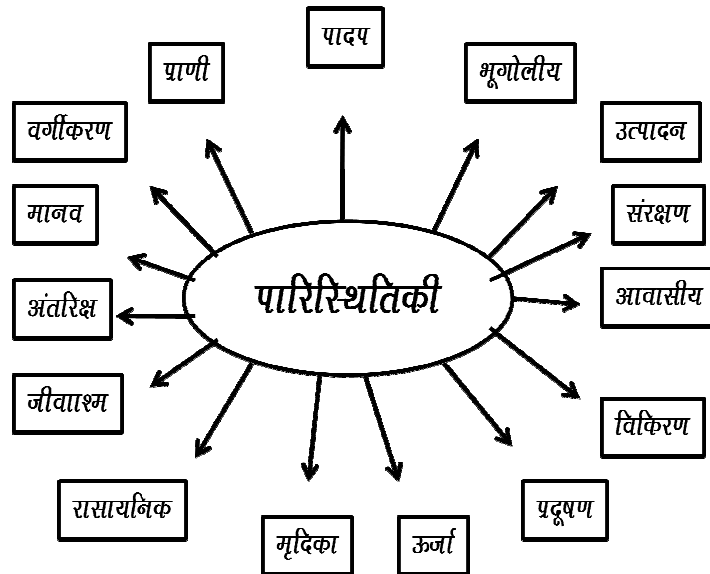 पादप
प्राणी
भूगोलीय
वर्गीकरण
उत्पादन
मानव
संरक्षण
पारिस्थितिकी
अंतरिक्ष
आवासीय
जीवााश्म
विकिरण
रासायनिक
प्रदूषण
मृदिका
ऊर्जा